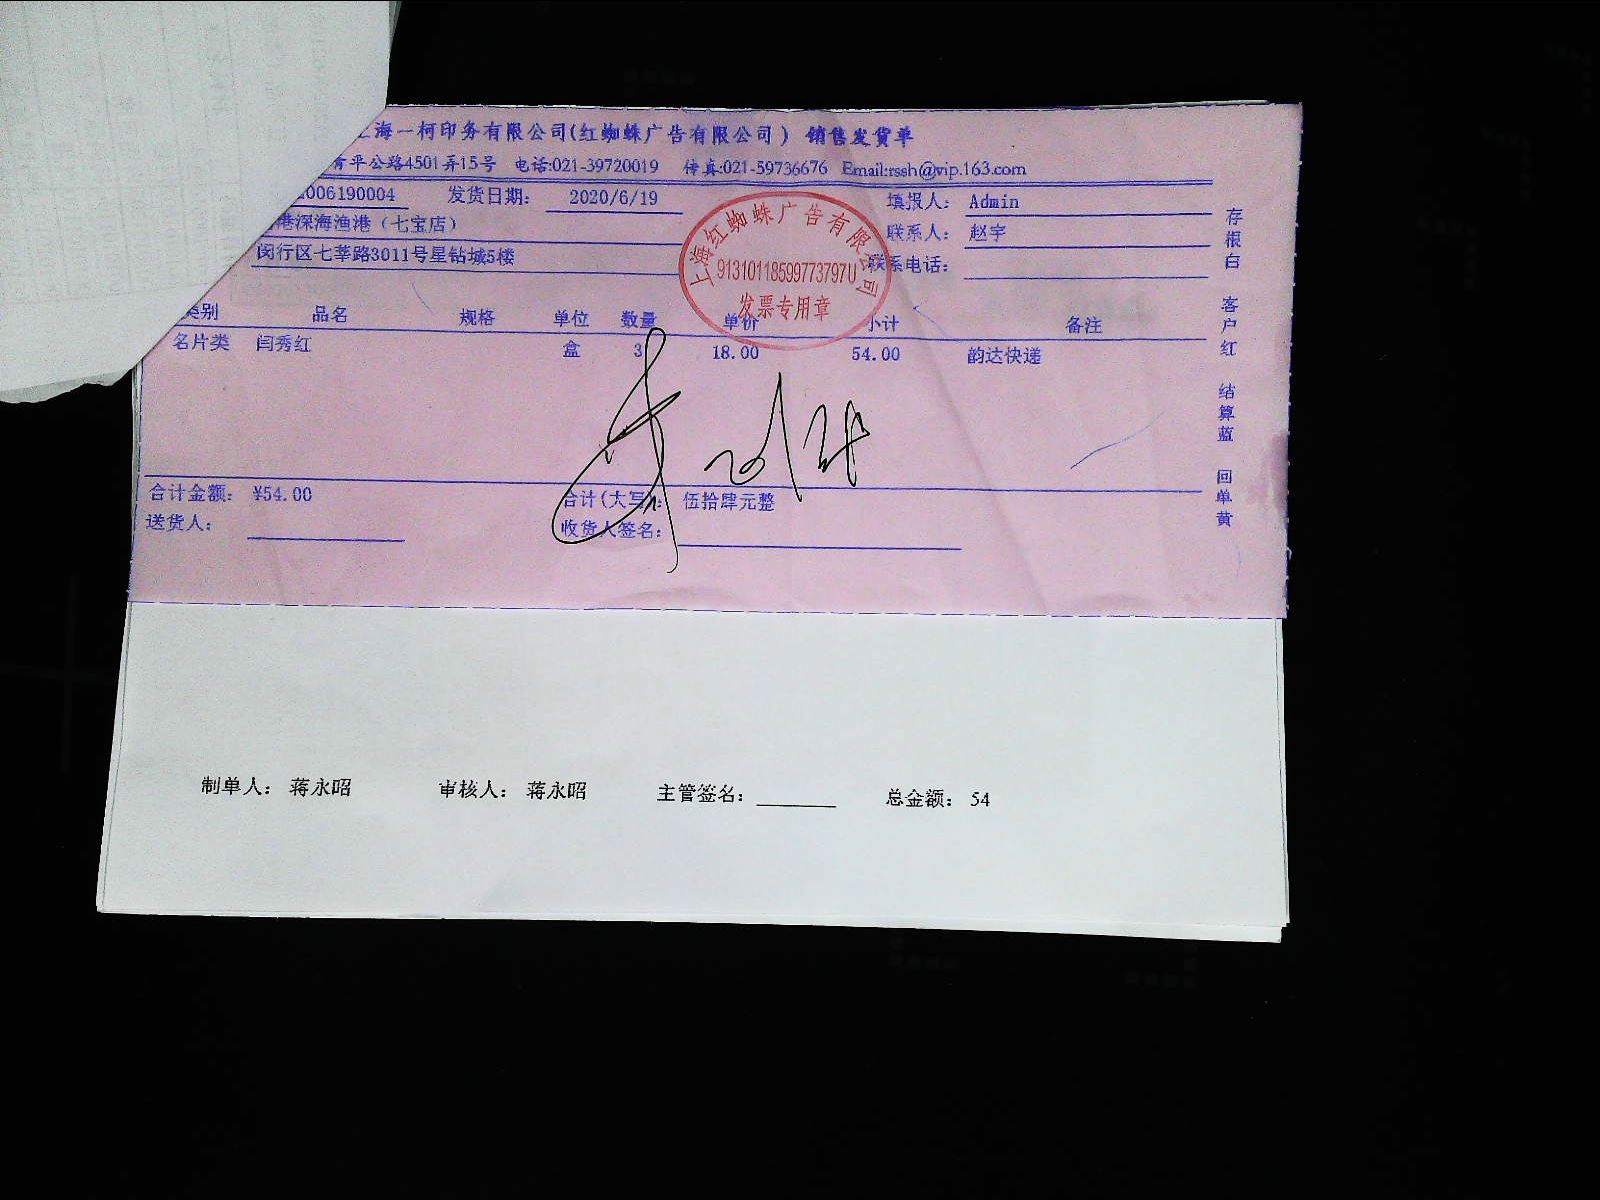 上海一柯印务有限公司(红蜘蛛广告有限公司) 销售发货单
青平公路4501弄15号 电话:021-39720019 传真:021-59736676 Email:rssh@vip.163.com
2006190004 发货日期: 2020/6/19 填报人: Admin
港深海渔港（七宝店） 联系人: 赵宇
闵行区七莘路3011号星钻城5楼 联系电话:
上海红蜘蛛广告有限公司
91310118599773797U
发票专用章
类别 品名 规格 单位 数量 单价 小计 备注
名片类 闫秀红 盒 3 18.00 54.00 韵达快递
合计金额: ¥54.00 合计(大写): 伍拾肆元整
送货人: 收货人签名:
存根白 客户红 结算蓝 回单黄
制单人: 蒋永昭 审核人: 蒋永昭 主管签名: 总金额: 54